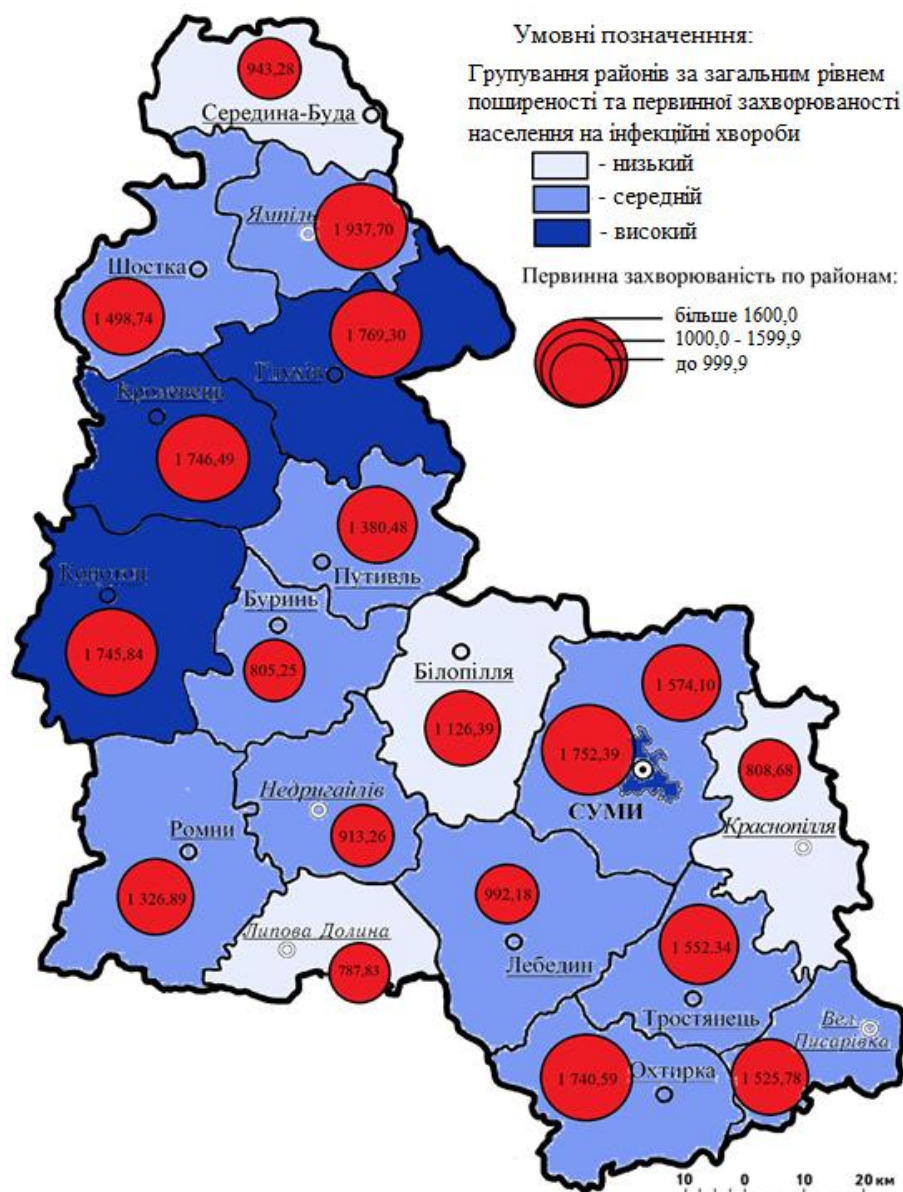 Умовні позначенння:
Групування районів за загальним рівнем
поширеності та первинної захворюваності
населення на інфекційні хвороби
- низький
- середній
- високий
Первинна захворюваність по районам:
більше 1600,0
1000,0 - 1599,9
до 999,9
943,28
Середина-Буда
Ямпіль
1 937,70
Шостка
1 498,74
1 769,30
Глухів
Кролевець
1 746,49
1 380,48
Путивль
Конотоп
1 745,84
Буринь
805,25
Білопілля
1 126,39
1 574,10
1 752,39
СУМИ
808,68
Краснопілля
Недригайлів
913,26
Ромни
1 326,89
Липова Долина
787,83
992,18
Лебедин
1 552,34
Тростянець
Вел.
Писарівка
1 740,59
Охтирка
1 525,78
10 0 10 20 км